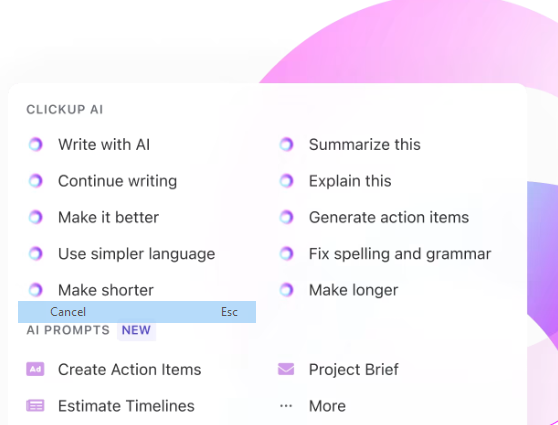 CLICKUP AI
Write with AI
Summarize this
Continue writing
Explain this
Make it better
Generate action items
Use simpler language
Fix spelling and grammar
Make shorter
Make longer
Cancel Esc
AI PROMPTS NEW
Ad Create Action Items
Project Brief
Estimate Timelines
... More